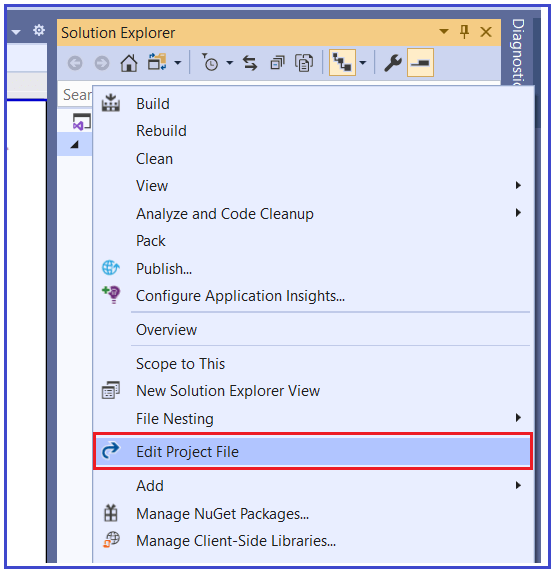 Solution Explorer
Sear
Build
Rebuild
Clean
View
Analyze and Code Cleanup
Pack
Publish...
Configure Application Insights...
Overview
Scope to This
New Solution Explorer View
File Nesting
Edit Project File
Add
Manage NuGet Packages...
Manage Client-Side Libraries...
Diagnostic